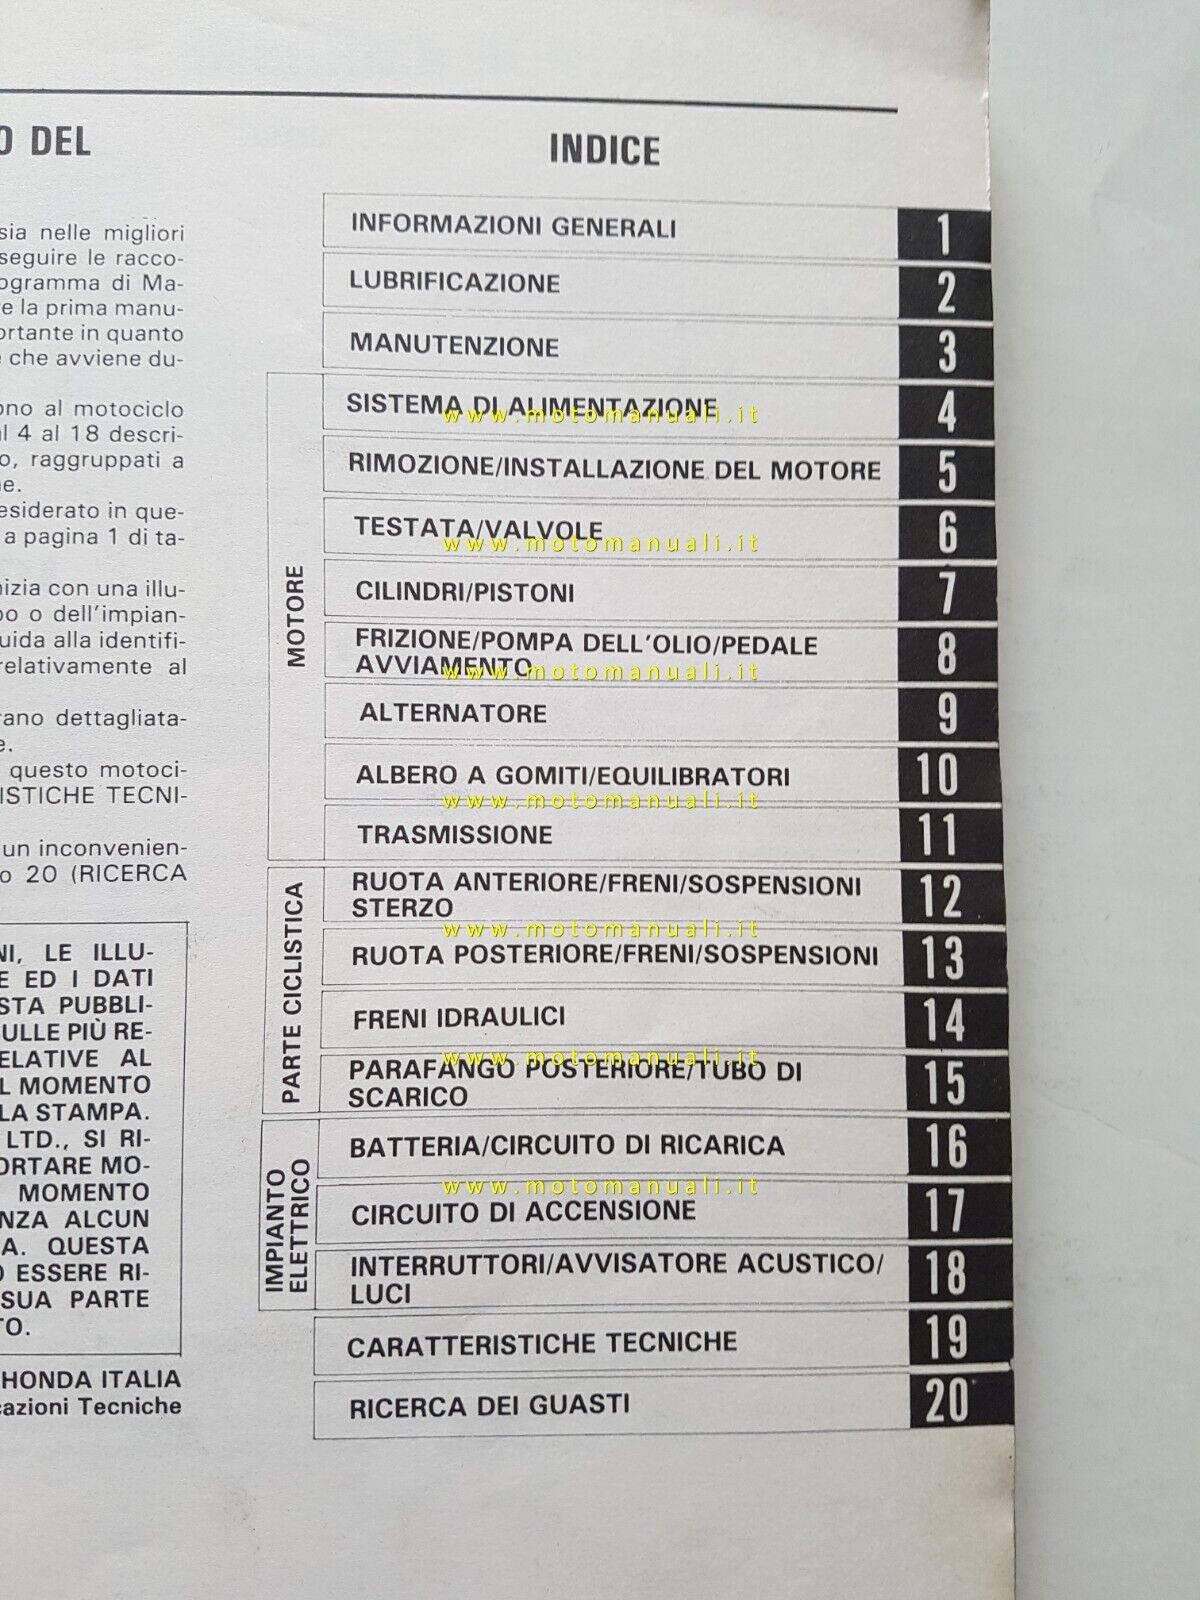 O DEL
sia nelle migliori
seguire le racco-
ogramma di Ma-
e la prima manu-
ortante in quanto
e che avviene du-
ono al motociclo
al 4 al 18 descri-
o, raggruppati a
ne.
esiderato in que-
a pagina 1 di ta-
nizia con una illu-
po o dell'impian-
uida alla identifi-
relativamente al
rano dettagliata-
e.
questo motoci-
ISTICHE TECNI-
un inconvenien-
o 20 (RICERCA
NI, LE ILLU-
E ED I DATI
STA PUBBLI-
SULLE PIÙ RE-
ELATIVE AL
L MOMENTO
LA STAMPA.
LTD., SI RI-
ORTARE MO-
MOMENTO
NZA ALCUN
A. QUESTA
O ESSERE RI-
SUA PARTE
TO.
HONDA ITALIA
cazioni Tecniche
INDICE
INFORMAZIONI GENERALI 1
LUBRIFICAZIONE 2
MANUTENZIONE 3
MOTORE
SISTEMA DI ALIMENTAZIONE 4
www.motomanuali.it
RIMOZIONE/INSTALLAZIONE DEL MOTORE 5
TESTATA/VALVOLE 6
www.motomanuali.it
CILINDRI/PISTONI 7
FRIZIONE/POMPA DELL'OLIO/PEDALE
AVVIAMENTO 8
www.motomanuali.it
ALTERNATORE 9
ALBERO A GOMITI/EQUILIBRATORI 10
www.motomanuali.it
TRASMISSIONE 11
PARTE CICLISTICA
RUOTA ANTERIORE/FRENI/SOSPENSIONI
STERZO 12
www.motomanuali.it
RUOTA POSTERIORE/FRENI/SOSPENSIONI 13
FRENI IDRAULICI 14
www.motomanuali.it
PARAFANGO POSTERIORE/TUBO DI
SCARICO 15
IMPIANTO
ELETTRICO
BATTERIA/CIRCUITO DI RICARICA 16
www.motomanuali.it
CIRCUITO DI ACCENSIONE 17
INTERRUTTORI/AVVISATORE ACUSTICO/
LUCI 18
CARATTERISTICHE TECNICHE 19
RICERCA DEI GUASTI 20